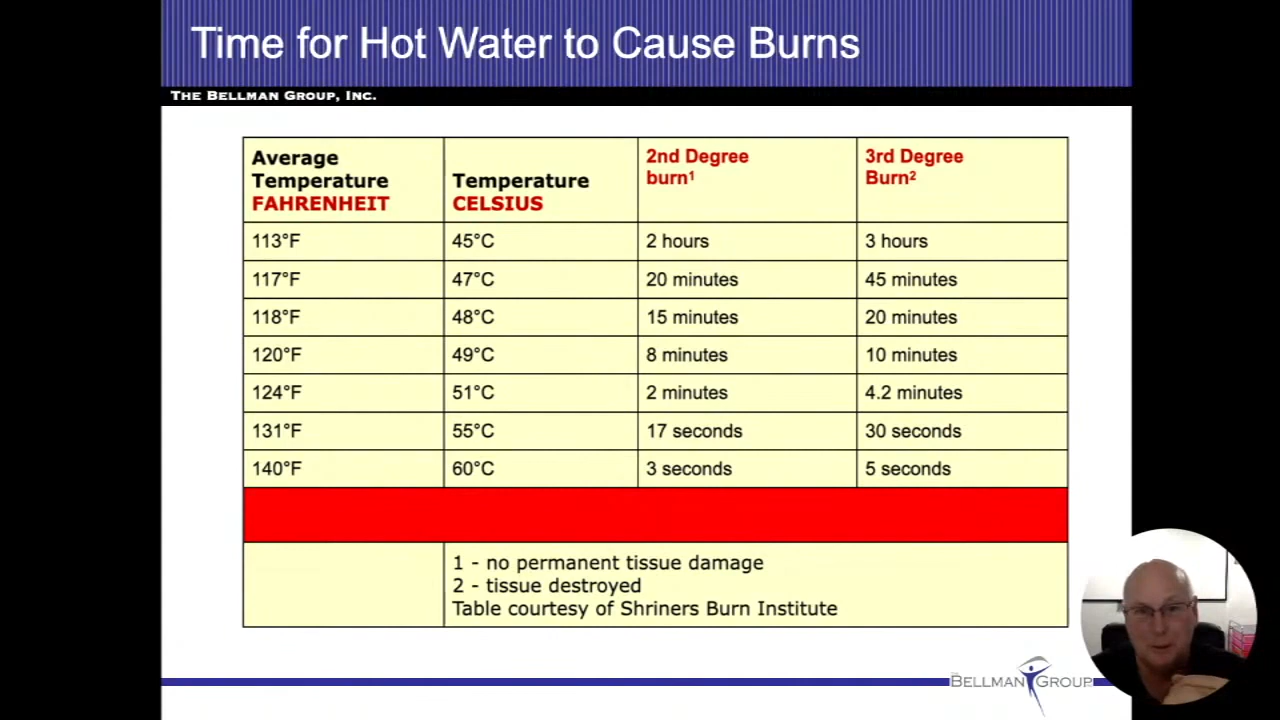 Time for Hot Water to Cause Burns
THE BELLMAN GROUP, INC.
Average
Temperature
FAHRENHEIT
Temperature
CELSIUS
2nd Degree
burn¹
3rd Degree
Burn²
113°F 45°C 2 hours 3 hours
117°F 47°C 20 minutes 45 minutes
118°F 48°C 15 minutes 20 minutes
120°F 49°C 8 minutes 10 minutes
124°F 51°C 2 minutes 4.2 minutes
131°F 55°C 17 seconds 30 seconds
140°F 60°C 3 seconds 5 seconds
1 - no permanent tissue damage
2 - tissue destroyed
Table courtesy of Shriners Burn Institute
THE
BELLMAN GROUP